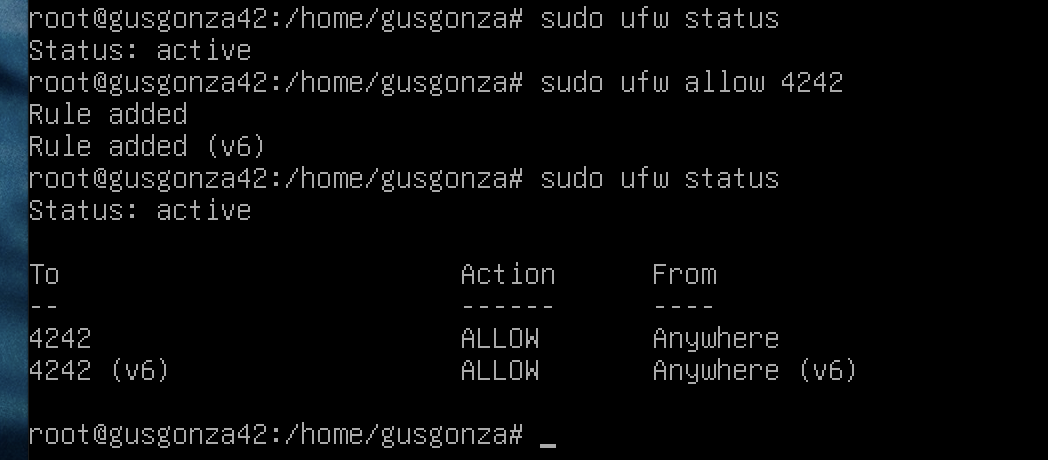 root@gusgonza42:/home/gusgonza# sudo ufw status
Status: active
root@gusgonza42:/home/gusgonza# sudo ufw allow 4242
Rule added
Rule added (v6)
root@gusgonza42:/home/gusgonza# sudo ufw status
Status: active
To                         Action      From
--                         ------      ----
4242                       ALLOW       Anywhere
4242 (v6)                  ALLOW       Anywhere (v6)
root@gusgonza42:/home/gusgonza# _